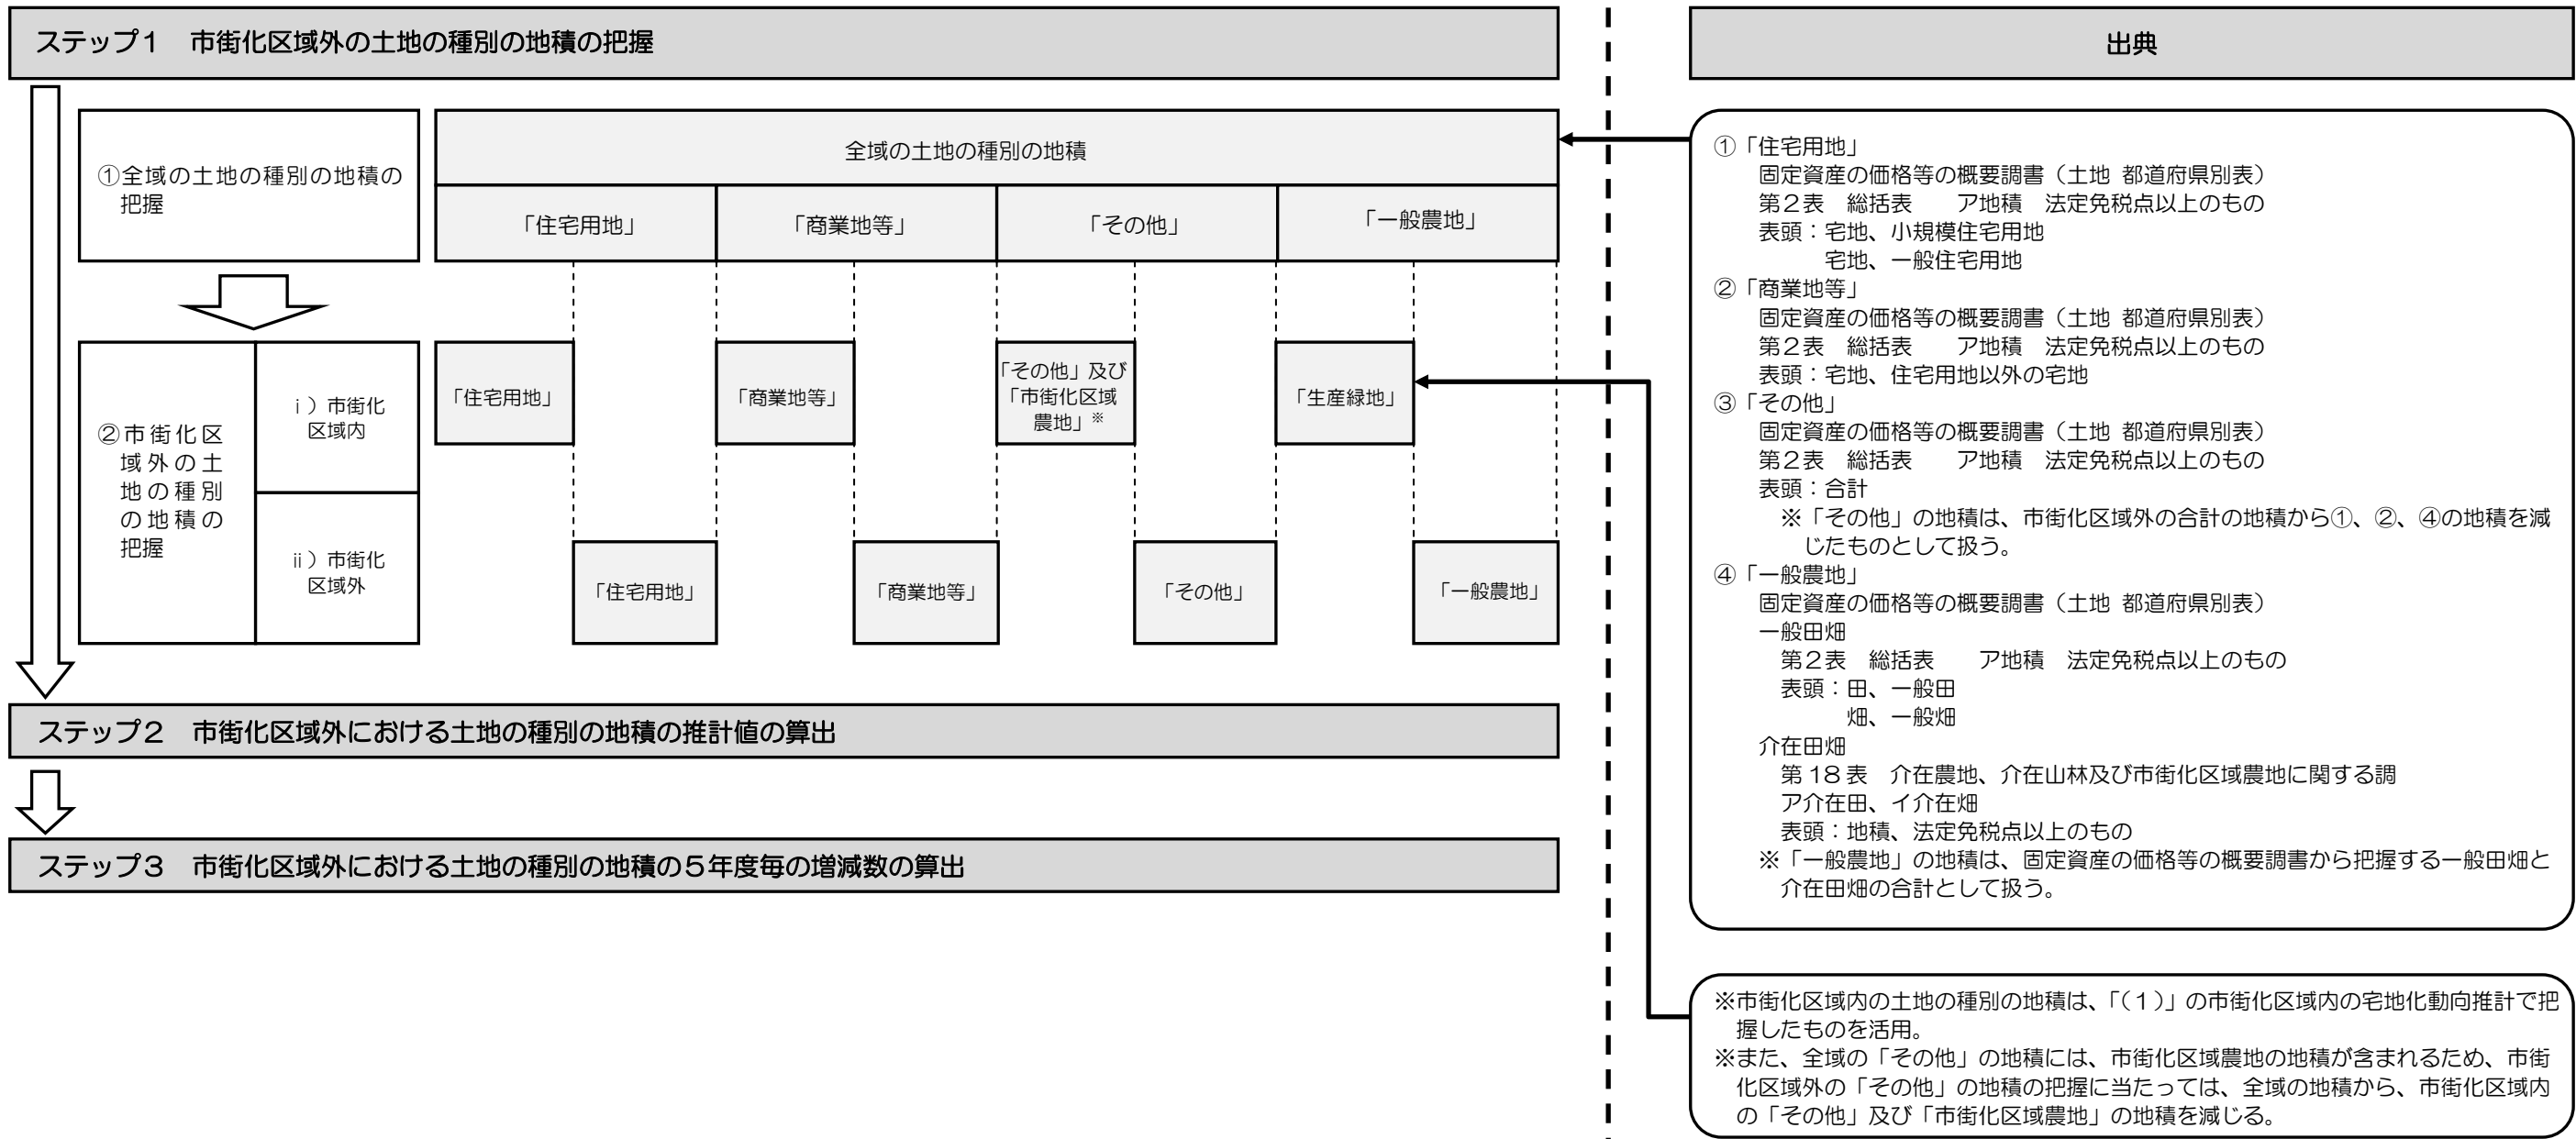 ステップ1　市街化区域外の土地の種別の地積の把握
①全域の土地の種別の地積の
把握
全域の土地の種別の地積
「住宅用地」
「商業地等」
「その他」
「一般農地」
②市街化区
域外の土
地の種別
の地積の
把握
ⅰ）市街化
区域内
「住宅用地」
「商業地等」
「その他」及び
「市街化区域
農地」※
「生産緑地」
ⅱ）市街化
区域外
「住宅用地」
「商業地等」
「その他」
「一般農地」
ステップ2　市街化区域外における土地の種別の地積の推計値の算出
ステップ3　市街化区域外における土地の種別の地積の5年度毎の増減数の算出
出典
①「住宅用地」
固定資産の価格等の概要調書（土地 都道府県別表）
第2表　総括表　　ア地積　法定免税点以上のもの
表頭：宅地、小規模住宅用地
宅地、一般住宅用地
②「商業地等」
固定資産の価格等の概要調書（土地 都道府県別表）
第2表　総括表　　ア地積　法定免税点以上のもの
表頭：宅地、住宅用地以外の宅地
③「その他」
固定資産の価格等の概要調書（土地 都道府県別表）
第2表　総括表　　ア地積　法定免税点以上のもの
表頭：合計
※「その他」の地積は、市街化区域外の合計の地積から①、②、④の地積を減
じたものとして扱う。
④「一般農地」
固定資産の価格等の概要調書（土地 都道府県別表）
一般田畑
第2表　総括表　　ア地積　法定免税点以上のもの
表頭：田、一般田
畑、一般畑
介在田畑
第18表　介在農地、介在山林及び市街化区域農地に関する調
ア介在田、イ介在畑
表頭：地積、法定免税点以上のもの
※「一般農地」の地積は、固定資産の価格等の概要調書から把握する一般田畑と
介在田畑の合計として扱う。
※市街化区域内の土地の種別の地積は、「（1）」の市街化区域内の宅地化動向推計で把
握したものを活用。
※また、全域の「その他」の地積には、市街化区域農地の地積が含まれるため、市街
化区域外の「その他」の地積の把握に当たっては、全域の地積から、市街化区域内
の「その他」及び「市街化区域農地」の地積を減じる。